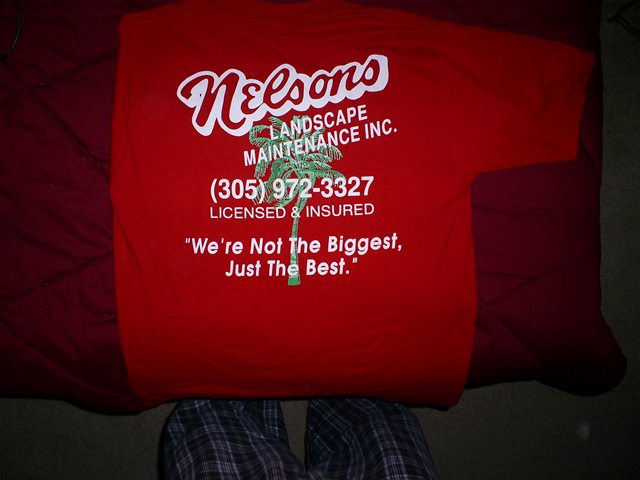 Nelsons
LANDSCAPE
MAINTENANCE INC.
(305) 972-3327
LICENSED & INSURED
"We're Not The Biggest,
Just The Best."